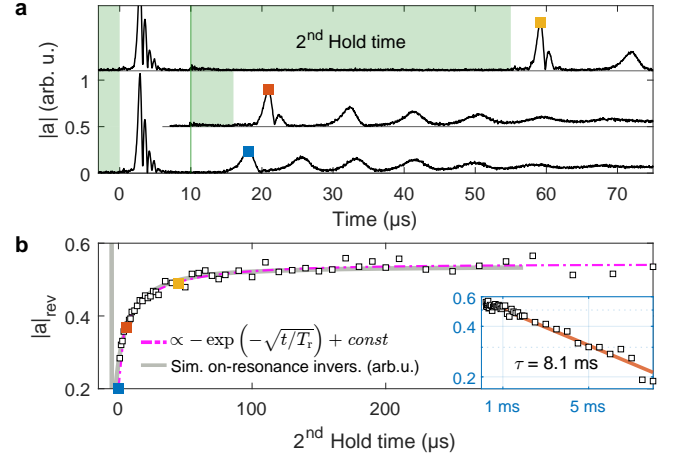 a
2nd Hold time
|a| (arb. u.)
1
0.5
0
0 10 20 30 40 50 60 70
Time (µs)
b
|a|rev
0.6
0.4
0.2
∝ − exp (−√t/Tr) + const
Sim. on-resonance invers. (arb.u.)
0.6
0.4
0.2
τ = 8.1 ms
1 ms 5 ms
0 100 200
2nd Hold time (µs)